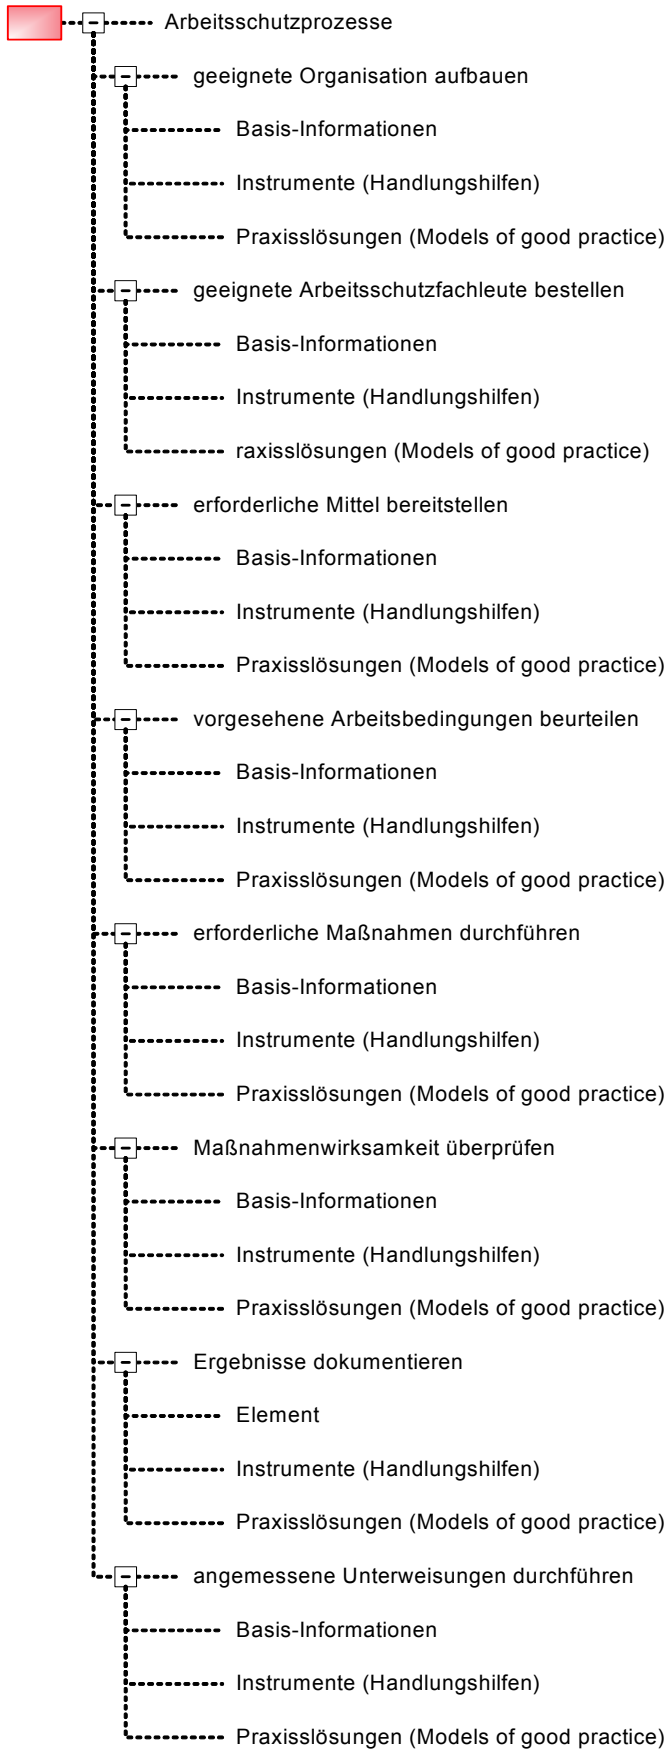 Arbeitsschutzprozesse
geeignete Organisation aufbauen
Basis-Informationen
Instrumente (Handlungshilfen)
Praxisslösungen (Models of good practice)
geeignete Arbeitsschutzfachleute bestellen
Basis-Informationen
Instrumente (Handlungshilfen)
raxisslösungen (Models of good practice)
erforderliche Mittel bereitstellen
Basis-Informationen
Instrumente (Handlungshilfen)
Praxisslösungen (Models of good practice)
vorgesehene Arbeitsbedingungen beurteilen
Basis-Informationen
Instrumente (Handlungshilfen)
Praxisslösungen (Models of good practice)
erforderliche Maßnahmen durchführen
Basis-Informationen
Instrumente (Handlungshilfen)
Praxisslösungen (Models of good practice)
Maßnahmenwirksamkeit überprüfen
Basis-Informationen
Instrumente (Handlungshilfen)
Praxisslösungen (Models of good practice)
Ergebnisse dokumentieren
Element
Instrumente (Handlungshilfen)
Praxisslösungen (Models of good practice)
angemessene Unterweisungen durchführen
Basis-Informationen
Instrumente (Handlungshilfen)
Praxisslösungen (Models of good practice)